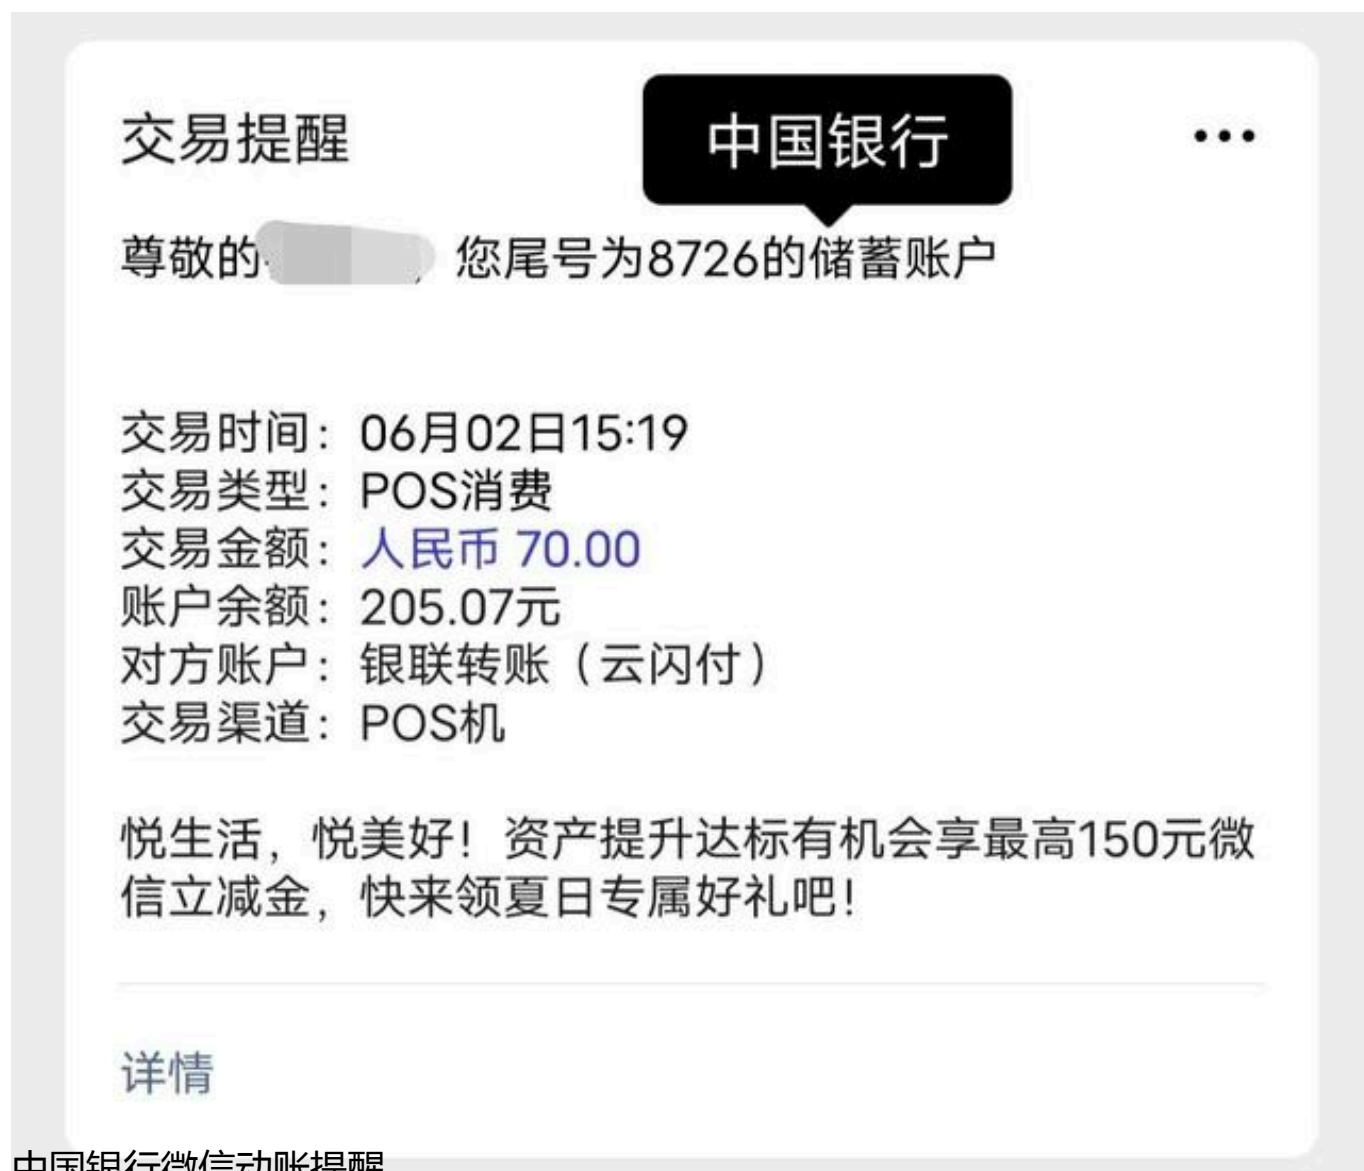 交易提醒
中国银行
尊敬的 您尾号为8726的储蓄账户
交易时间：06月02日15:19
交易类型：POS消费
交易金额：人民币 70.00
账户余额：205.07元
对方账户：银联转账（云闪付）
交易渠道：POS机
悦生活，悦美好！资产提升达标有机会享最高150元微
信立减金，快来领夏日专属好礼吧！
详情
中国银行微信动账提醒